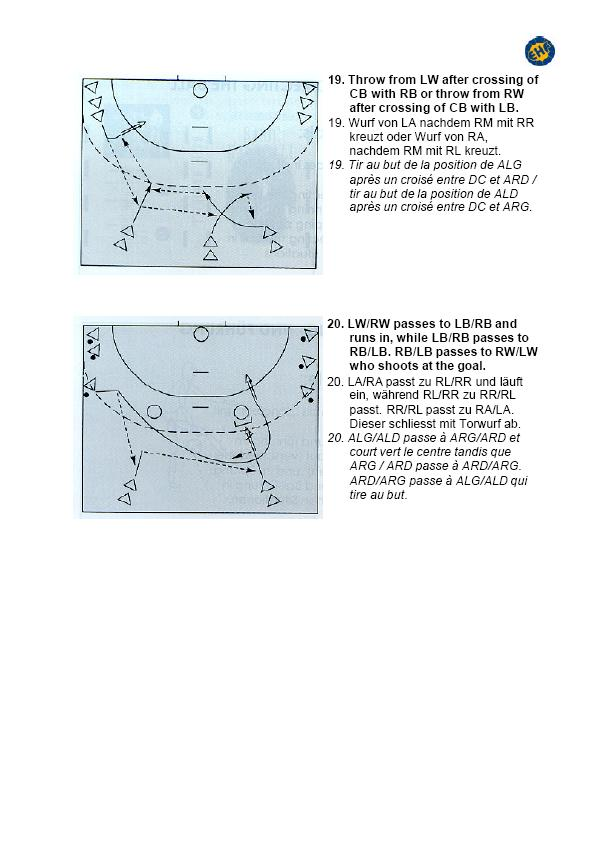 EHF
19. Throw from LW after crossing of
CB with RB or throw from RW
after crossing of CB with LB.
19. Wurf von LA nachdem RM mit RR
kreuzt oder Wurf von RA,
nachdem RM mit RL kreuzt.
19. Tir au but de la position de ALG
après un croisé entre DC et ARD /
tir au but de la position de ALD
après un croisé entre DC et ARG.
20. LW/RW passes to LB/RB and
runs in, while LB/RB passes to
RB/LB. RB/LB passes to RW/LW
who shoots at the goal.
20. LA/RA passt zu RL/RR und läuft
ein, während RL/RR zu RR/RL
passt. RR/RL passt zu RA/LA.
Dieser schliesst mit Torwurf ab.
20. ALG/ALD passe à ARG/ARD et
court vert le centre tandis que
ARG / ARD passe à ARD/ARG.
ARD/ARG passe à ALG/ALD qui
tire au but.